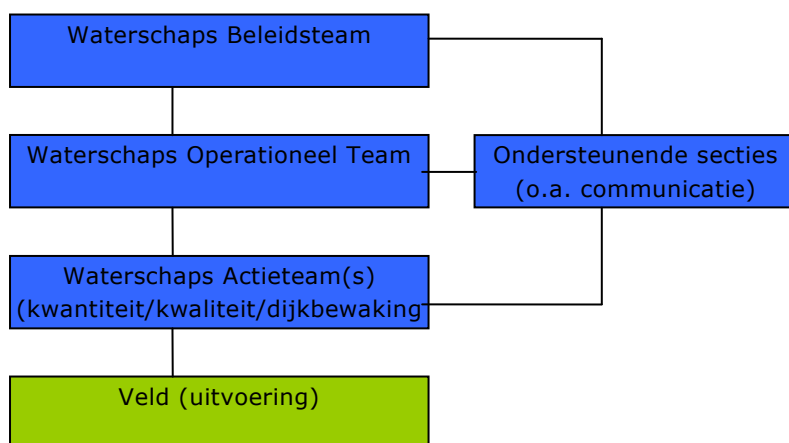 Waterschaps Beleidsteam
Waterschaps Operationeel Team
Ondersteunende secties
(o.a. communicatie)
Waterschaps Actieteam(s)
(kwantiteit/kwaliteit/dijkbewaking
Veld (uitvoering)